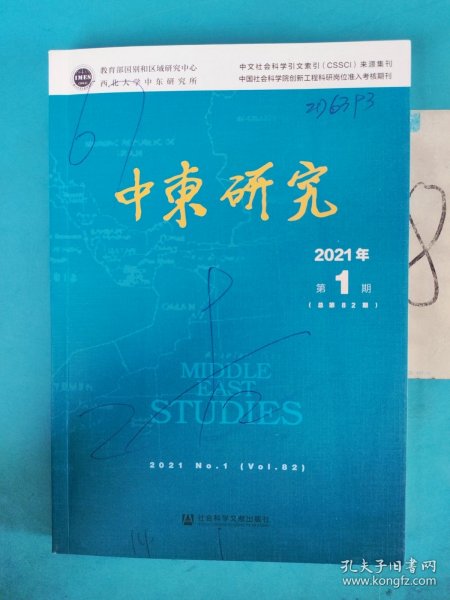 IMES
教育部国别和区域研究中心
西北大学中东研究所
中文社会科学引文索引（CSSCI）来源集刊
中国社会科学院创新工程科研岗位准入考核期刊
中東研究
2021年
第1期
（总第82期）
MIDDLE
EAST
STUDIES
2021 No.1 (Vol.82)
社会科学文献出版社
8
孔夫子旧书网
www.kongfz.com